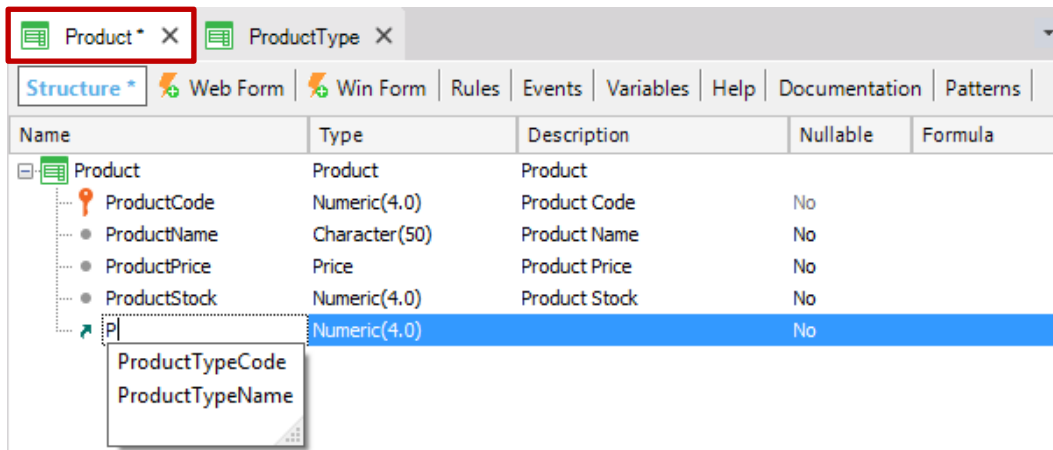 Product * ProductType
Structure * Web Form Win Form Rules Events Variables Help Documentation Patterns
Name Type Description Nullable Formula
Product Product Product
ProductCode Numeric(4.0) Product Code No
ProductName Character(50) Product Name No
ProductPrice Price Product Price No
ProductStock Numeric(4.0) Product Stock No
P Numeric(4.0) No
ProductTypeCode
ProductTypeName